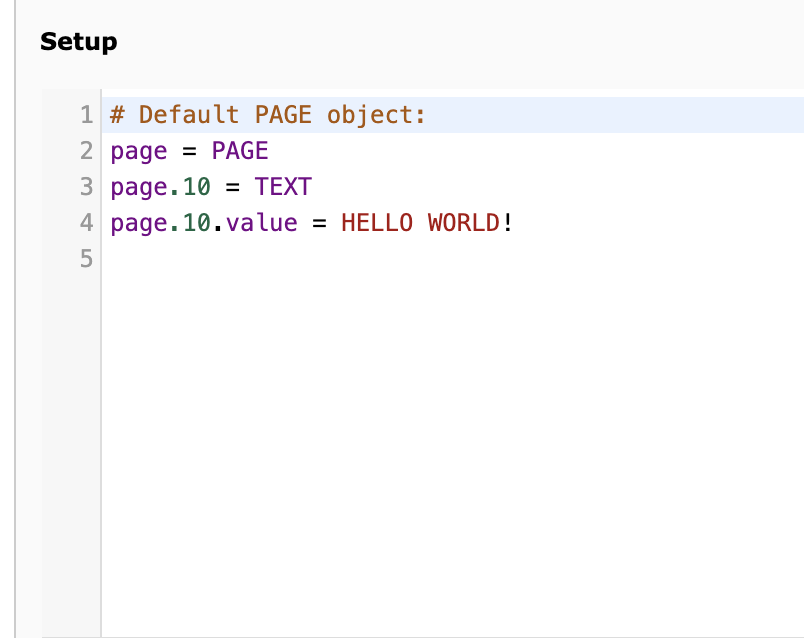 Setup
1 # Default PAGE object:
2 page = PAGE
3 page.10 = TEXT
4 page.10.value = HELLO WORLD!
5